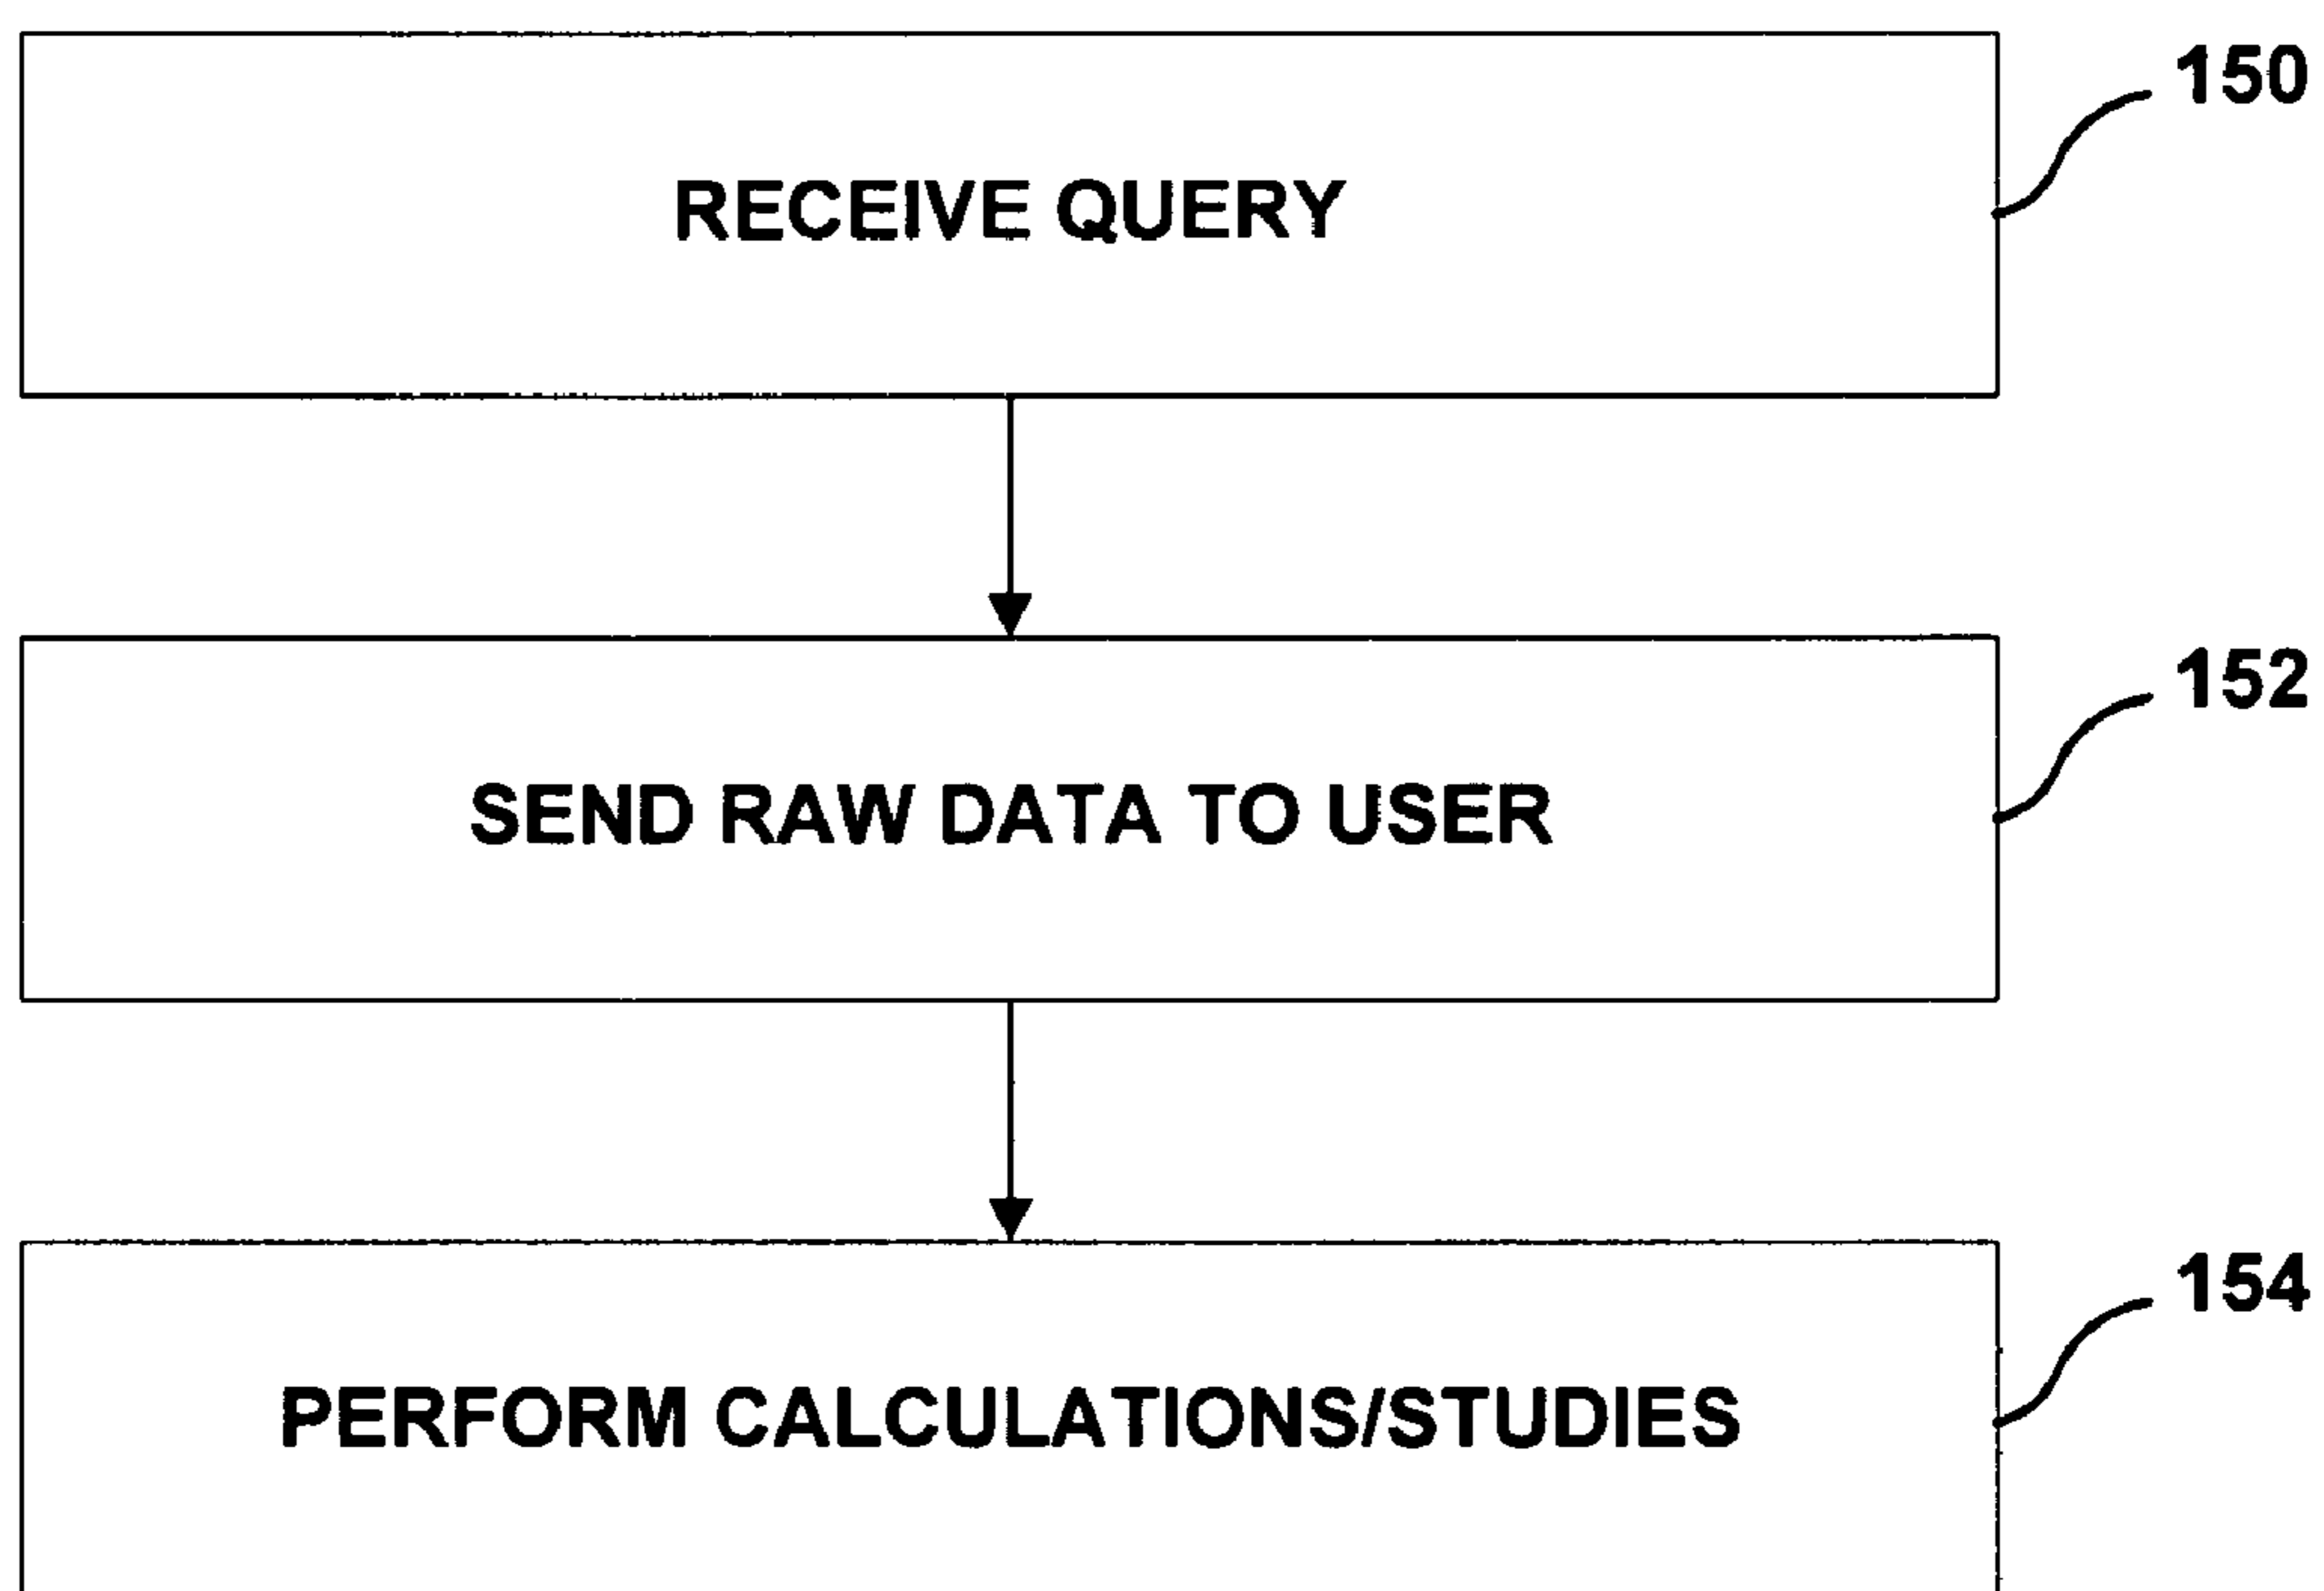 150
RECEIVE QUERY
152
SEND RAW DATA TO USER
154
PERFORM CALCULATIONS/STUDIES